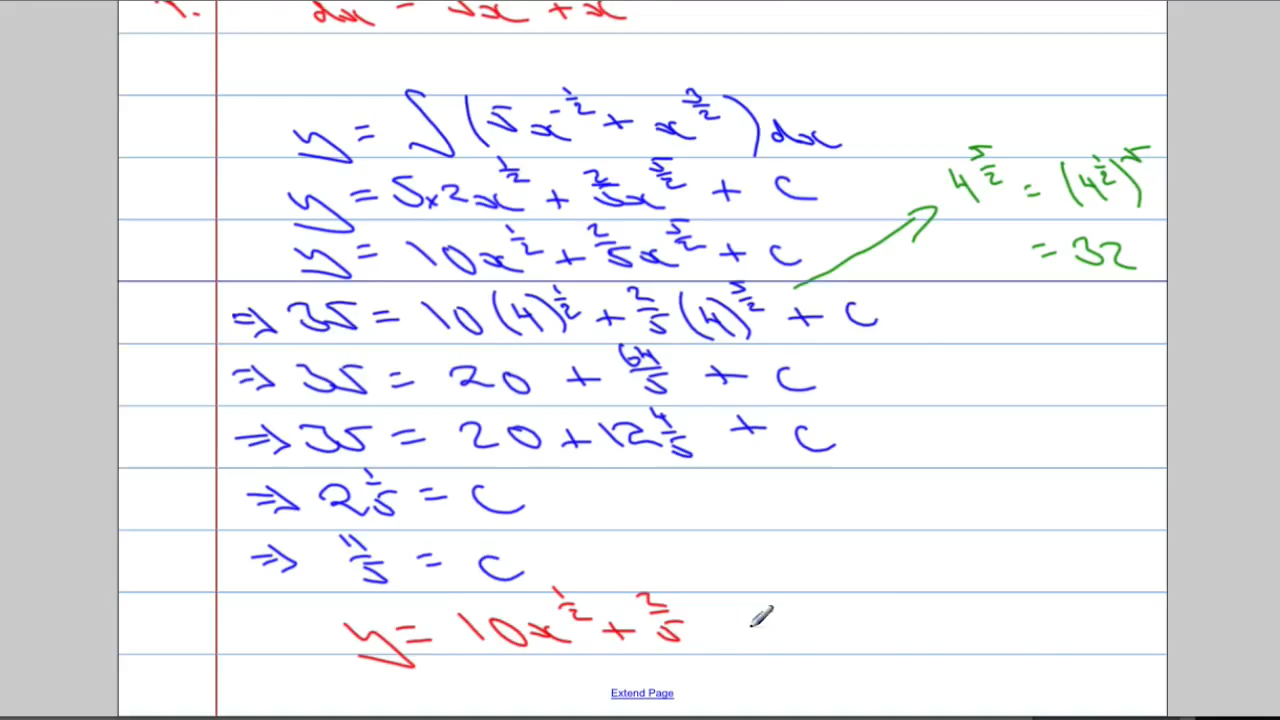 y = ∫ (5x^{-1/2} + x^{3/2}) dx
y = 5×2x^{1/2} + 2/5 x^{5/2} + C
y = 10x^{1/2} + 2/5 x^{5/2} + C
⇒ 35 = 10(4)^{1/2} + 2/5 (4)^{5/2} + C
⇒ 35 = 20 + 64/5 + C
⇒ 35 = 20 + 12 4/5 + C
⇒ 2 1/5 = C
⇒ 11/5 = C
y = 10x^{1/2} + 2/5
4^{5/2} = (4^{1/2})^5
= 32
Extend Page